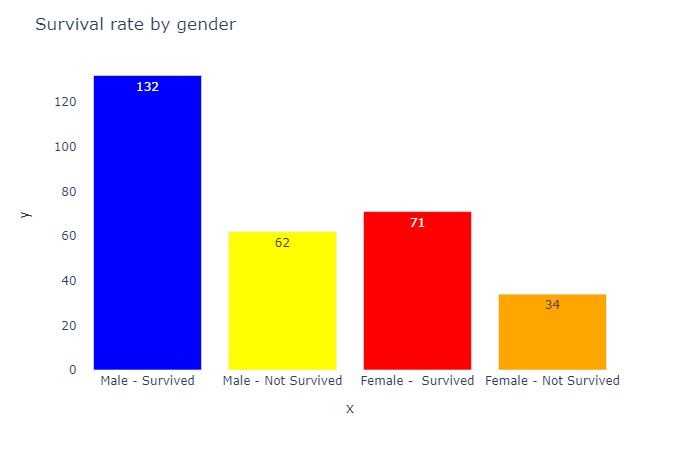 Survival rate by gender
132
120
100
80
60
40
20
0
y
62
71
34
Male - Survived
Male - Not Survived
Female -  Survived
Female - Not Survived
x